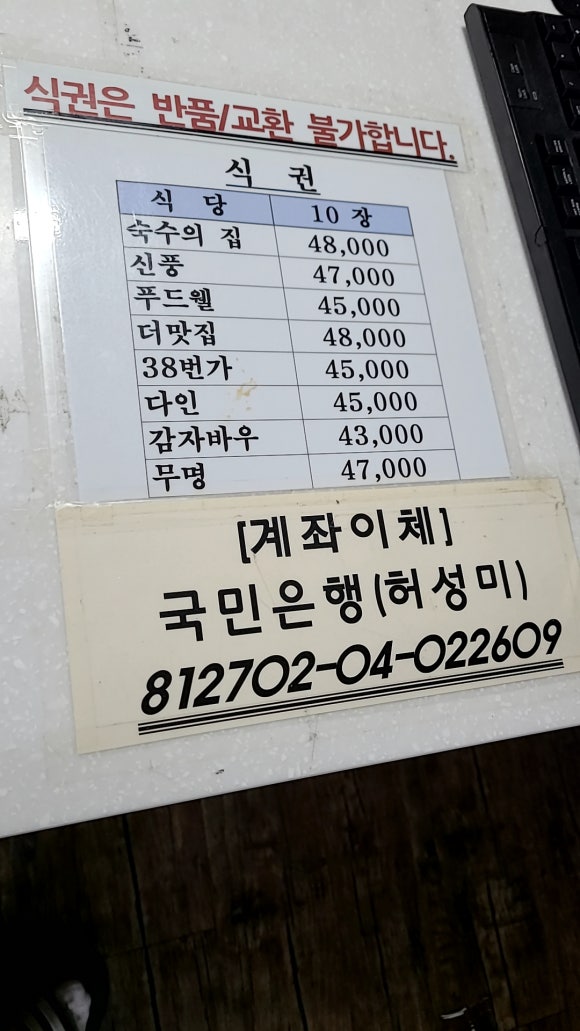 식권은 반품/교환 불가합니다.
식 권
식 당 10 장
숙수의 집 48,000
신풍 47,000
푸드웰 45,000
더맛집 48,000
38번가 45,000
다인 45,000
감자바우 43,000
무명 47,000
[계좌이체]
국민은행(허성미)
812702-04-022609